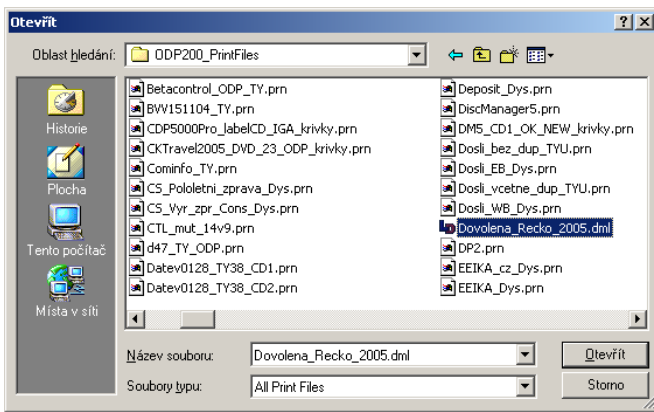 Otevřít
Oblast hledání: ODP200_PrintFiles
Historie
Plocha
Tento počítač
Místa v síti
Betacontrol_ODP_TY.prn
BVV151104_TY.prn
CDP5000Pro_labelCD_IGA_krivky.prn
CKTravel2005_DVD_23_ODP_krivky.prn
Cominfo_TY.prn
CS_Pololetni_zprava_Dys.prn
CS_Vyr_zpr_Cons_Dys.prn
CTL_mut_14v9.prn
d47_TY_ODP.prn
Datev0128_TY38_CD1.prn
Datev0128_TY38_CD2.prn
Deposit_Dys.prn
DiscManager5.prn
DM5_CD1_OK_NEW_krivky.prn
Dosli_bez_dup_TYU.prn
Dosli_EB_Dys.prn
Dosli_vcetne_dup_TYU.prn
Dosli_WB_Dys.prn
Dovolena_Recko_2005.dml
DP2.prn
EEIKA_cz_Dys.prn
EEIKA_Dys.prn
Název souboru: Dovolena_Recko_2005.dml Otevřít
Soubory typu: All Print Files Storno